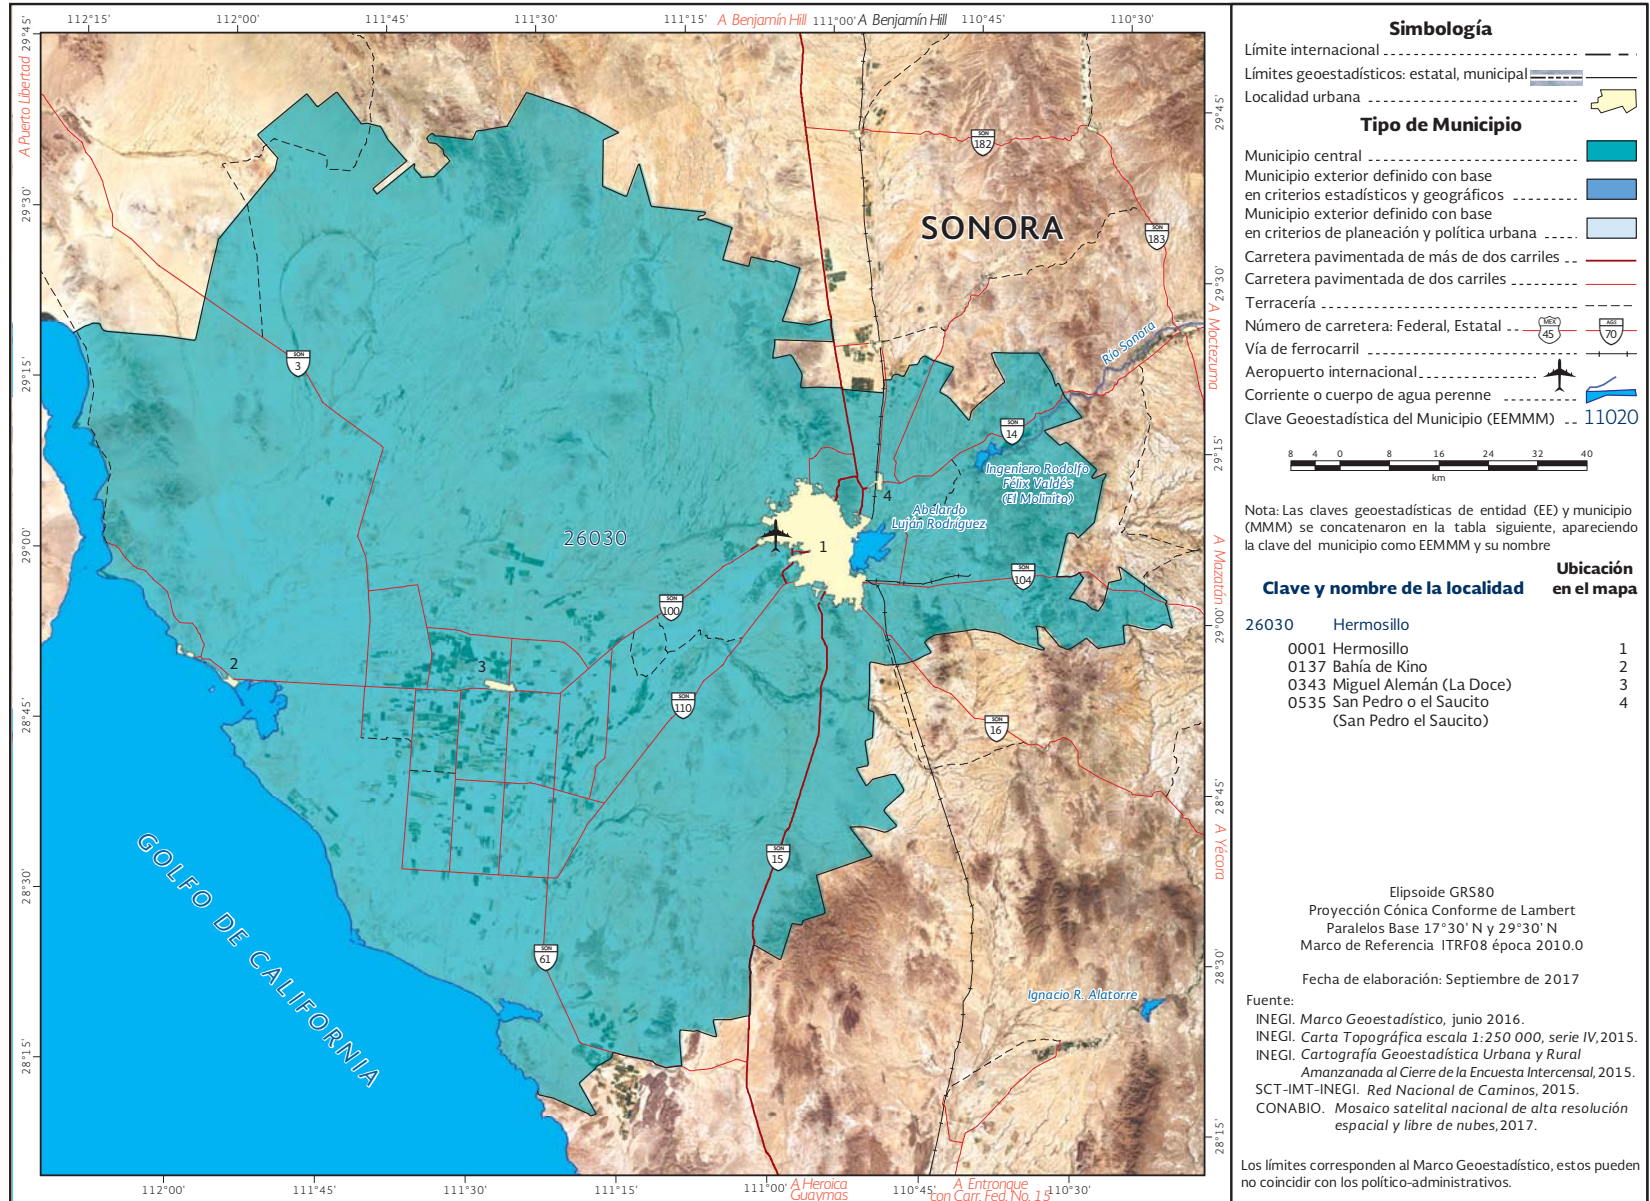 112°15'
112°00'
111°45'
111°30'
111°15'
A Benjamín Hill
111°00'
A Benjamín Hill
110°45'
110°30'
29°45'
A Puerto Libertad
29°30'
29°15'
29°00'
28°45'
28°30'
28°15'
29°45'
29°30'
A Moctezuma
29°15'
A Mazatán
29°00'
28°45'
A Yécora
28°30'
28°15'
SON
182
SONORA
SON
183
Río Sonora
SON
3
SON
14
Ingeniero Rodolfo
Félix Valdés
(El Molinito)
4
Abelardo
Luján Rodríguez
26030
1
SON
104
SON
100
2
3
SON
110
SON
16
SON
15
GOLFO DE CALIFORNIA
SON
61
Ignacio R. Alatorre
112°00'
111°45'
111°30'
111°15'
111°00'
A Heroica
Guaymas
110°45'
A Entronque
con Carr. Fed. No. 15
110°30'
Simbología
Límite internacional
Límites geoestadísticos: estatal, municipal
Localidad urbana
Tipo de Municipio
Municipio central
Municipio exterior definido con base
en criterios estadísticos y geográficos
Municipio exterior definido con base
en criterios de planeación y política urbana
Carretera pavimentada de más de dos carriles
Carretera pavimentada de dos carriles
Terracería
Número de carretera: Federal, Estatal MEX 45 AGS 70
Vía de ferrocarril
Aeropuerto internacional
Corriente o cuerpo de agua perenne
Clave Geoestadística del Municipio (EEMMM) 11020
8 4 0 8 16 24 32 40
km
Nota: Las claves geoestadísticas de entidad (EE) y municipio
(MMM) se concatenaron en la tabla siguiente, apareciendo
la clave del municipio como EEMMM y su nombre
Clave y nombre de la localidad Ubicación
en el mapa
26030 Hermosillo
0001 Hermosillo 1
0137 Bahía de Kino 2
0343 Miguel Alemán (La Doce) 3
0535 San Pedro o el Saucito 4
(San Pedro el Saucito)
Elipsoide GRS80
Proyección Cónica Conforme de Lambert
Paralelos Base 17°30' N y 29°30' N
Marco de Referencia ITRF08 época 2010.0
Fecha de elaboración: Septiembre de 2017
Fuente:
INEGI. Marco Geoestadístico, junio 2016.
INEGI. Carta Topográfica escala 1:250 000, serie IV, 2015.
INEGI. Cartografía Geoestadística Urbana y Rural
Amanzanada al Cierre de la Encuesta Intercensal, 2015.
SCT-IMT-INEGI. Red Nacional de Caminos, 2015.
CONABIO. Mosaico satelital nacional de alta resolución
espacial y libre de nubes, 2017.
Los límites corresponden al Marco Geoestadístico, estos pueden
no coincidir con los político-administrativos.